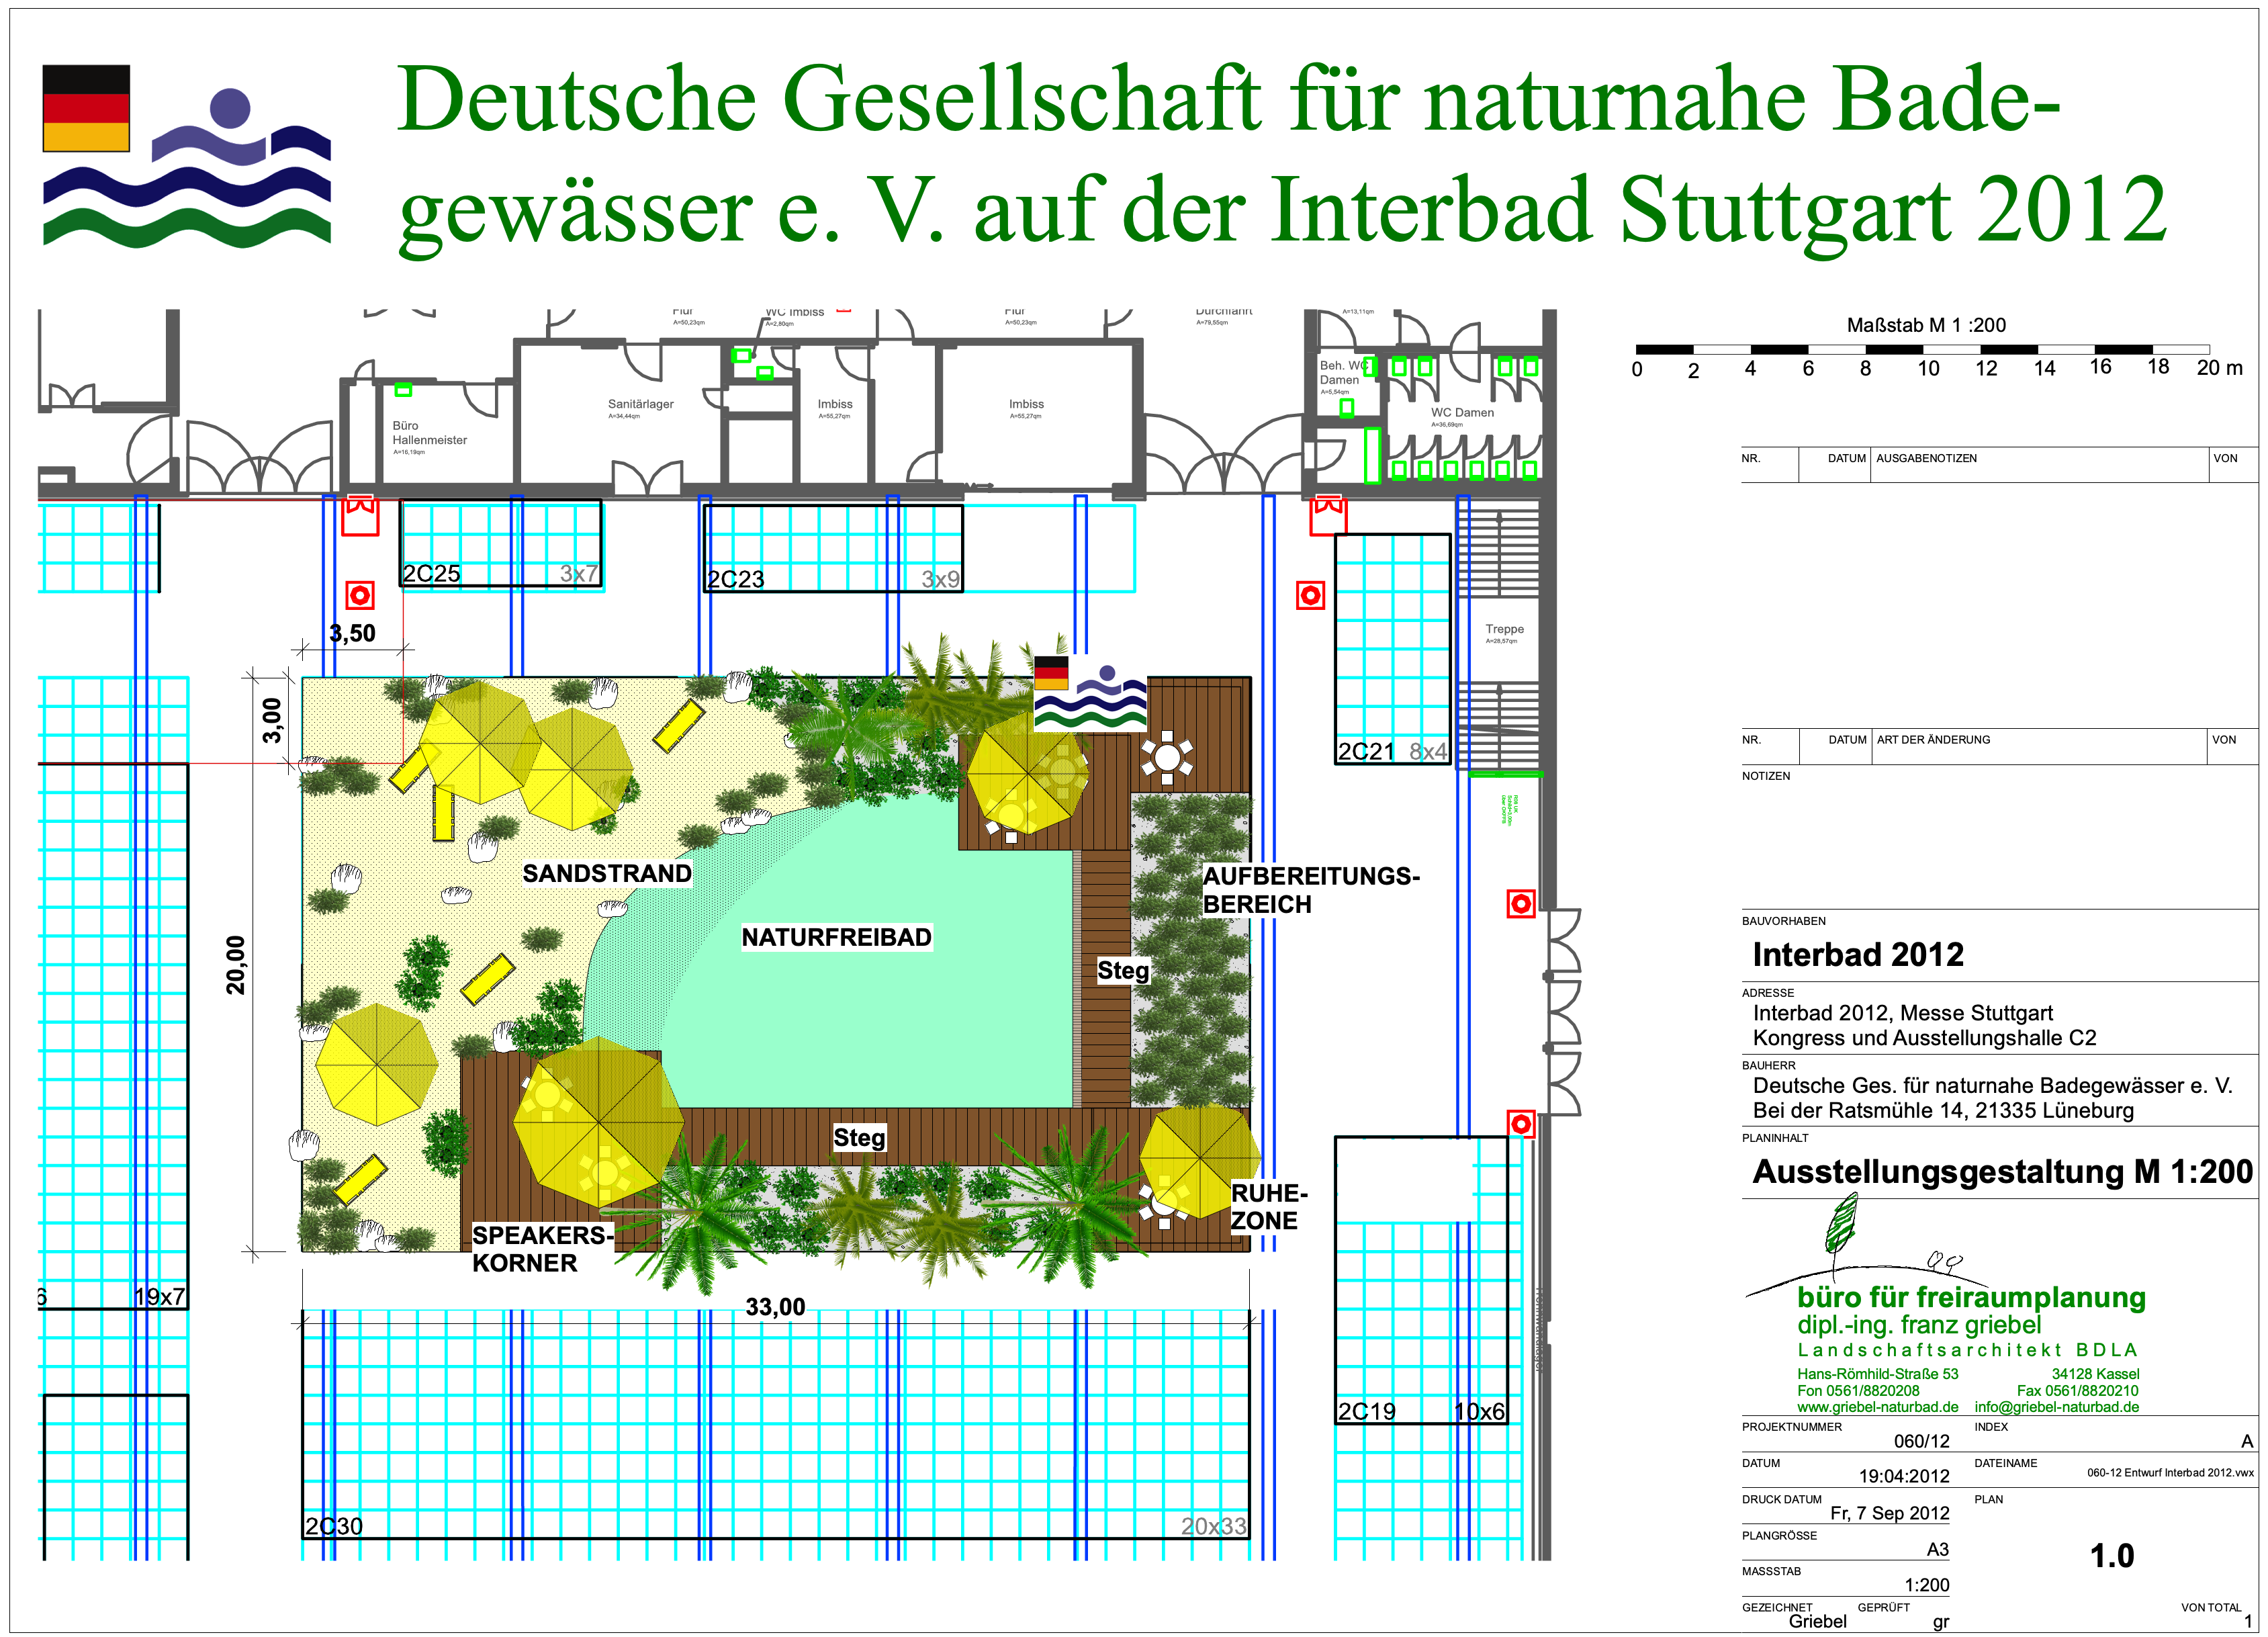 Deutsche Gesellschaft für naturnahe Bade-
gewässer e. V. auf der Interbad Stuttgart 2012
Flur
A=50,23qm
WC Imbiss
A=2,80qm
Flur
A=50,23qm
Durchfahrt
A=79,55qm
A=13,11qm
Büro
Hallenmeister
A=16,19qm
Sanitärlager
A=34,44qm
Imbiss
A=55,27qm
Imbiss
A=55,27qm
Beh. WC
Damen
A=5,54qm
WC Damen
A=36,69qm
Maßstab M 1 :200
0 2 4 6 8 10 12 14 16 18 20 m
2C25 3x7
2C23 3x9
2C21 8x4
Treppe
A=28,57qm
3,50
3,00
20,00
SANDSTRAND
NATURFREIBAD
AUFBEREITUNGS-
BEREICH
Steg
Steg
SPEAKERS-
KORNER
RUHE-
ZONE
33,00
6 19x7
2C30 20x33
2C19 10x6
NR. DATUM AUSGABENOTIZEN VON
NR. DATUM ART DER ÄNDERUNG VON
NOTIZEN
BAUVORHABEN
Interbad 2012
ADRESSE
Interbad 2012, Messe Stuttgart
Kongress und Ausstellungshalle C2
BAUHERR
Deutsche Ges. für naturnahe Badegewässer e. V.
Bei der Ratsmühle 14, 21335 Lüneburg
PLANINHALT
Ausstellungsgestaltung M 1:200
büro für freiraumplanung
dipl.-ing. franz griebel
Landschaftsarchitekt BDLA
Hans-Römhild-Straße 53 34128 Kassel
Fon 0561/8820208 Fax 0561/8820210
www.griebel-naturbad.de info@griebel-naturbad.de
PROJEKTNUMMER 060/12 INDEX A
DATUM 19:04:2012 DATEINAME 060-12 Entwurf Interbad 2012.vwx
DRUCK DATUM Fr, 7 Sep 2012 PLAN
PLANGRÖSSE A3
1.0
MASSSTAB 1:200
GEZEICHNET GEPRÜFT VON TOTAL
Griebel gr 1